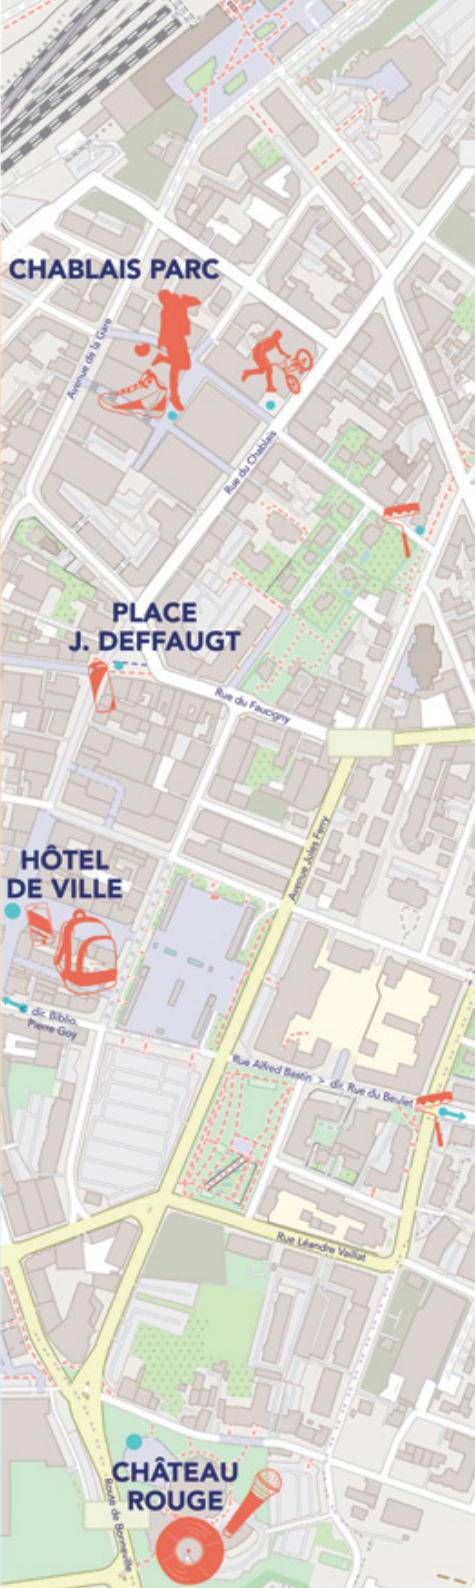 CHABLAIS PARC
Avenue de la Gare
Rue du Chablais
PLACE
J. DEFFAUGT
Rue du Faucigny
Avenue Jules Ferry
HÔTEL
DE VILLE
dir. Biblio.
Pierre Goy
Rue Alfred Bastin > dir. Rue du Beulet
Rue Léandre Vaillat
CHÂTEAU
ROUGE
Route de Bonneville